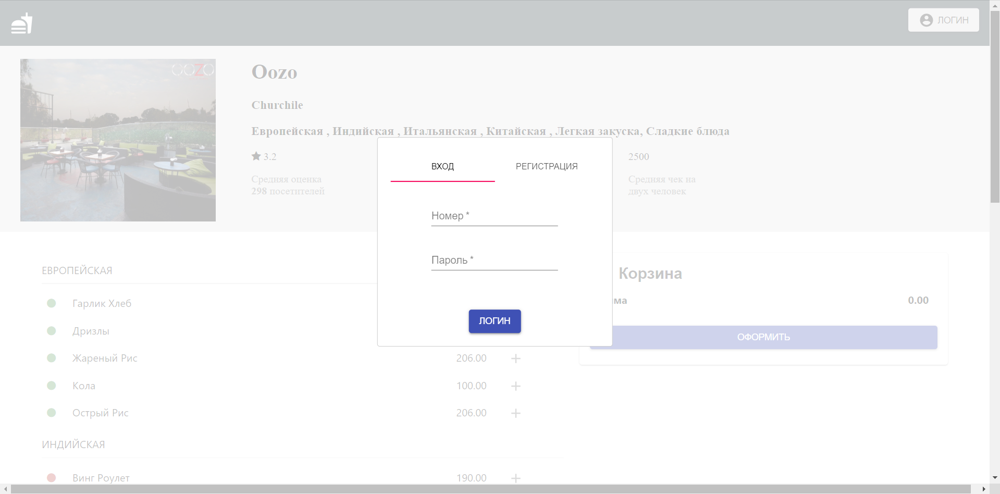 ЛОГИН
OOZO
Oozo
Churchile
Европейская , Индийская , Итальянская , Китайская , Легкая закуска, Сладкие блюда
3.2
2500
Средняя оценка
298 посетителей
Средняя чек на
двух человек
ВХОД
РЕГИСТРАЦИЯ
Номер *
Пароль *
ЛОГИН
ЕВРОПЕЙСКАЯ
Гарлик Хлеб
Дризлы
Жареный Рис 206.00
Кола 100.00
Острый Рис 206.00
ИНДИЙСКАЯ
Винг Роулет 190.00
Корзина
0.00
ОФОРМИТЬ